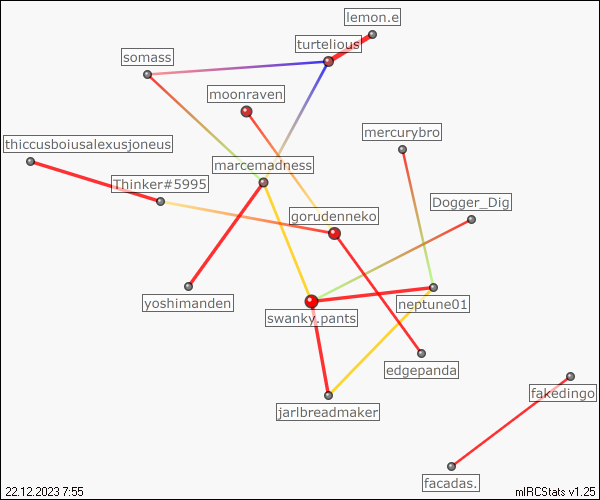 lemon.e
turtelious
somass
moonraven
mercurybro
thiccusboiusalexusjoneus
marcemadness
Thinker#5995
Dogger_Dig
gorudenneko
yoshimanden
neptune01
swanky.pants
edgepanda
fakedingo
jarlbreadmaker
facadas.
22.12.2023 7:55
mIRCStats v1.25